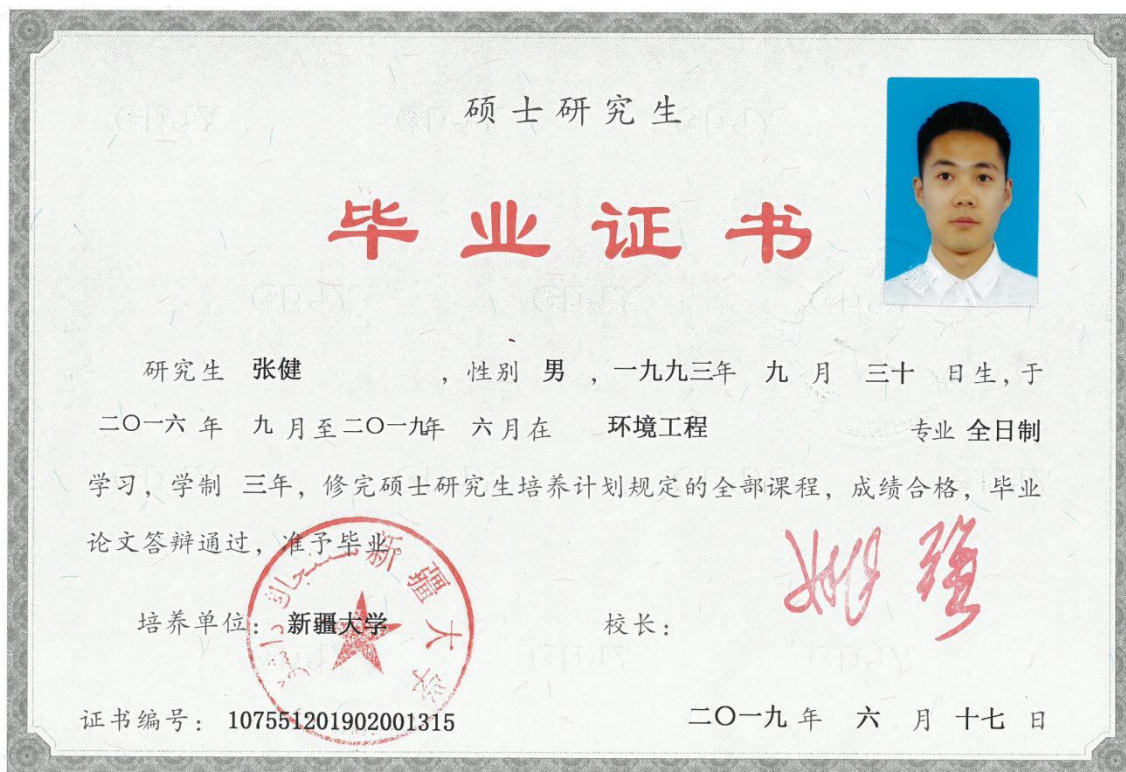 硕士研究生
毕业证书
研究生 张健 ，性别 男 ，一九九三年 九 月 三十 日生，于
二〇一六 年 九 月至二〇一九年 六月在 环境工程 专业 全日制
学习，学制 三年，修完硕士研究生培养计划规定的全部课程，成绩合格，毕业
论文答辩通过，准予毕业。
新疆大学
培养单位：新疆大学 校长：姚强
证书编号：107551201902001315 二〇一九 年 六 月 十七 日